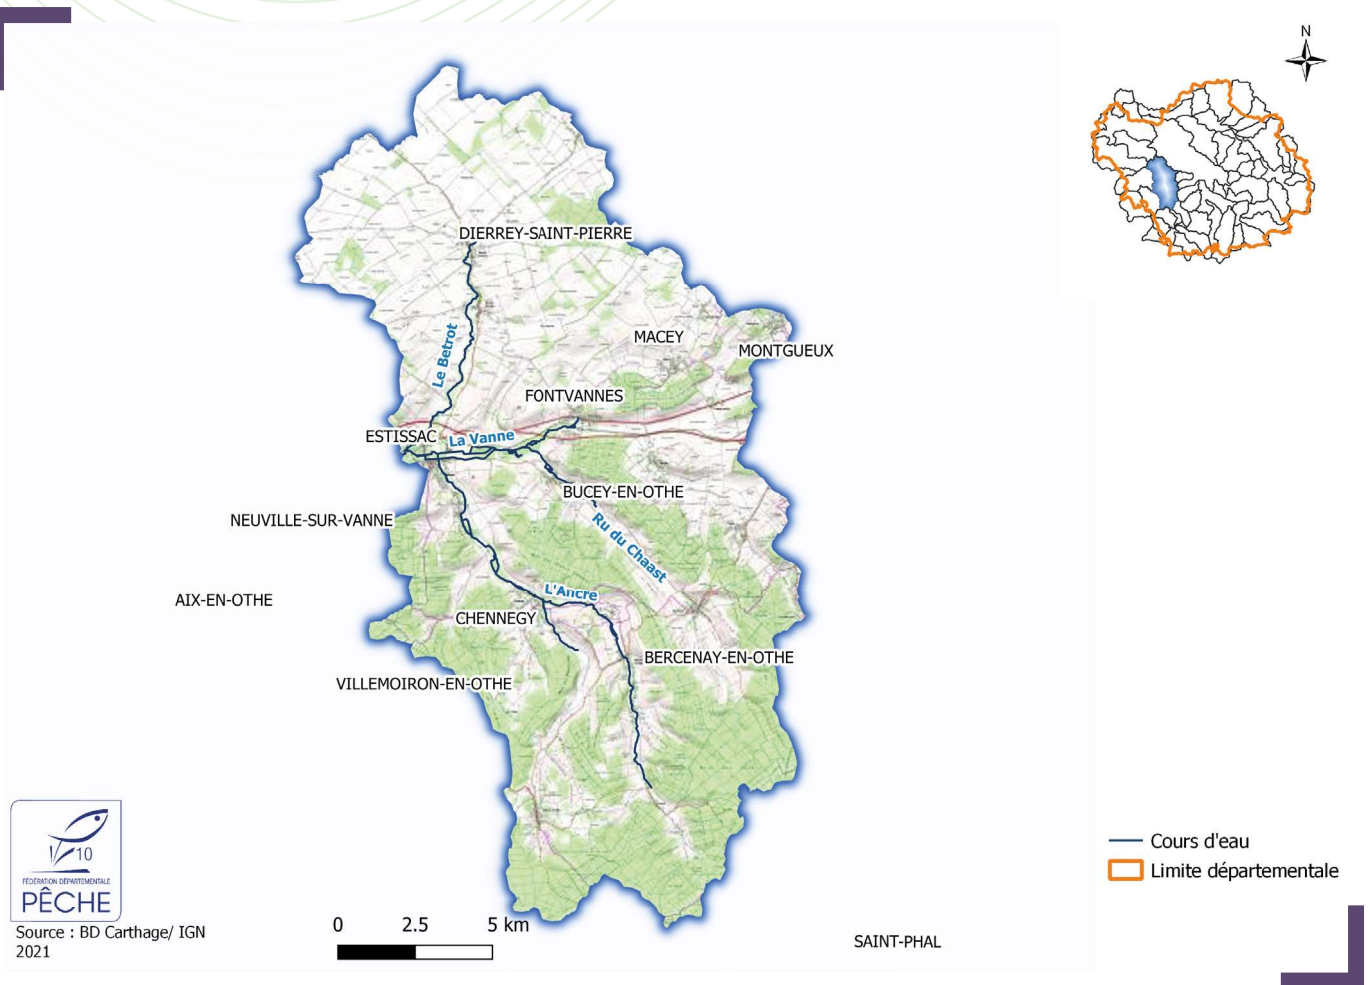 N
DIERREY-SAINT-PIERRE
Le Betrot
MACEY
MONTGUEUX
FONTVANNES
ESTISSAC
La Vanne
BUCEY-EN-OTHE
NEUVILLE-SUR-VANNE
Ru du Chaast
AIX-EN-OTHE
L'Ancre
CHENNEGY
BERCENAY-EN-OTHE
VILLEMOIRON-EN-OTHE
10
FÉDÉRATION DÉPARTEMENTALE
PÊCHE
Source : BD Carthage/ IGN
2021
0 2.5 5 km
SAINT-PHAL
Cours d'eau
Limite départementale